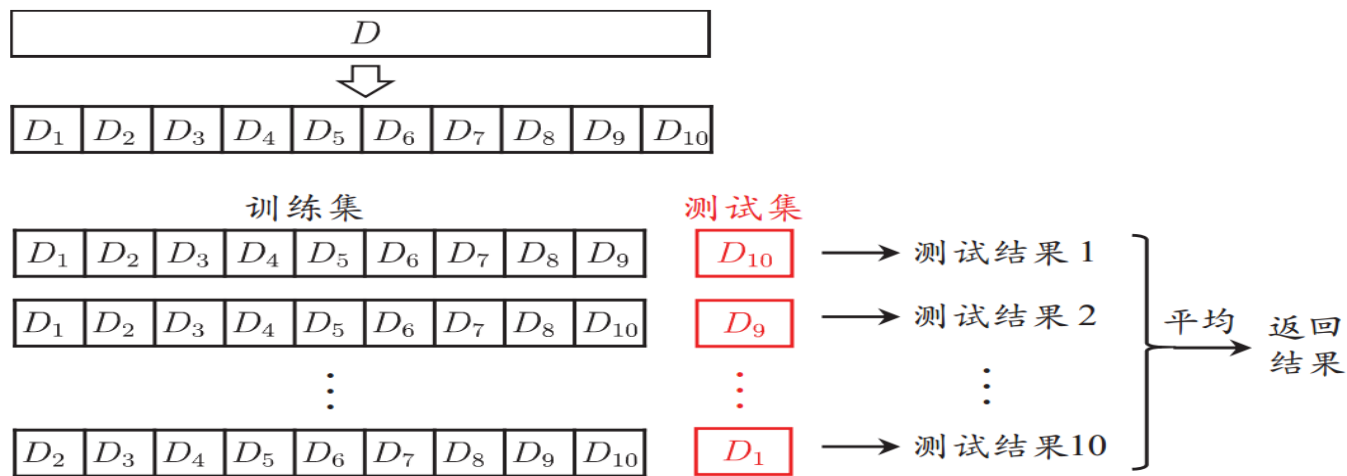 D
D₁ D₂ D₃ D₄ D₅ D₆ D₇ D₈ D₉ D₁₀
训练集 测试集
D₁ D₂ D₃ D₄ D₅ D₆ D₇ D₈ D₉ D₁₀ 测试结果 1
D₁ D₂ D₃ D₄ D₅ D₆ D₇ D₈ D₁₀ D₉ 测试结果 2
平均 返回
结果
⋮ ⋮ ⋮
D₂ D₃ D₄ D₅ D₆ D₇ D₈ D₉ D₁₀ D₁ 测试结果10